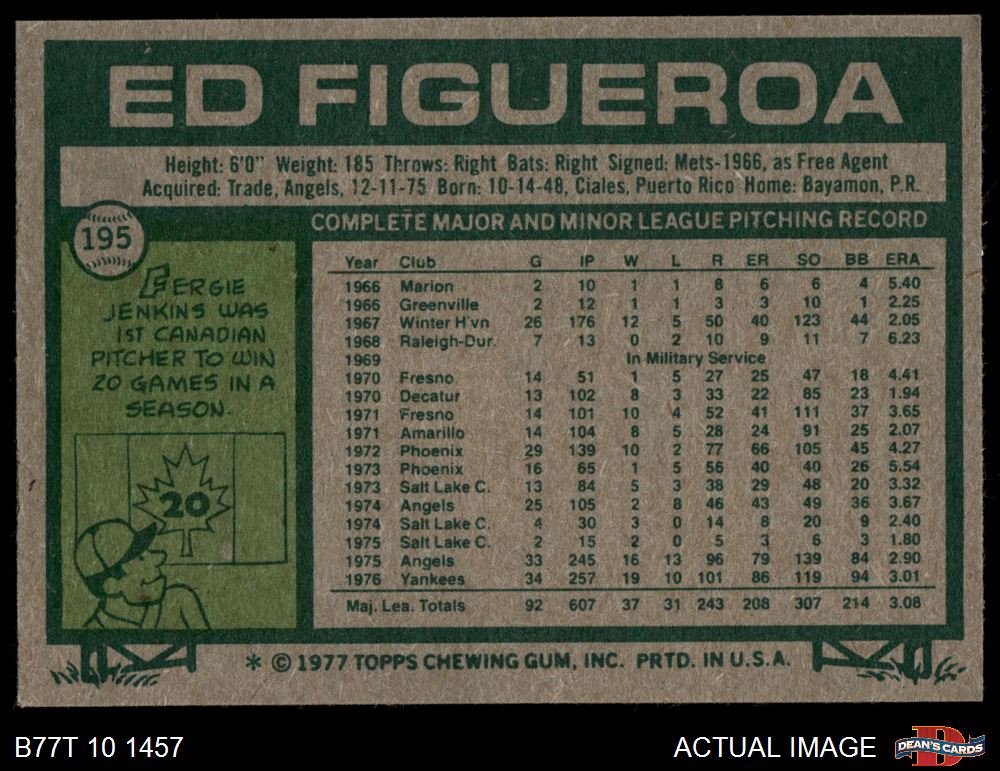 ED FIGUEROA
Height: 6'0" Weight: 185 Throws: Right Bats: Right Signed: Mets-1966, as Free Agent
Acquired: Trade, Angels, 12-11-75 Born: 10-14-48, Ciales, Puerto Rico Home: Bayamon, P.R.
195
FERGIE
JENKINS WAS
1ST CANADIAN
PITCHER TO WIN
20 GAMES IN A
SEASON.
20
COMPLETE MAJOR AND MINOR LEAGUE PITCHING RECORD
Year Club G IP W L R ER SO BB ERA
1966 Marion 2 10 1 1 8 6 6 4 5.40
1966 Greenville 2 12 1 1 3 3 10 1 2.25
1967 Winter H'vn 26 176 12 5 50 40 123 44 2.05
1968 Raleigh-Dur. 7 13 0 2 10 9 11 7 6.23
1969 In Military Service
1970 Fresno 14 51 1 5 27 25 47 18 4.41
1970 Decatur 13 102 8 3 33 22 85 23 1.94
1971 Fresno 14 101 10 4 52 41 111 37 3.65
1971 Amarillo 14 104 8 5 28 24 91 25 2.07
1972 Phoenix 29 139 10 2 77 66 105 45 4.27
1973 Phoenix 16 65 1 5 56 40 40 26 5.54
1973 Salt Lake C. 13 84 5 3 38 29 48 20 3.32
1974 Angels 25 105 2 8 46 43 49 36 3.67
1974 Salt Lake C. 4 30 3 0 14 8 20 9 2.40
1975 Salt Lake C. 2 15 2 0 5 3 6 3 1.80
1975 Angels 33 245 16 13 96 79 139 84 2.90
1976 Yankees 34 257 19 10 101 86 119 94 3.01
Maj. Lea. Totals 92 607 37 31 243 208 307 214 3.08
* © 1977 TOPPS CHEWING GUM, INC. PRTD. IN U.S.A.
B77T 10 1457
ACTUAL IMAGE
D
DEAN'S CARDS